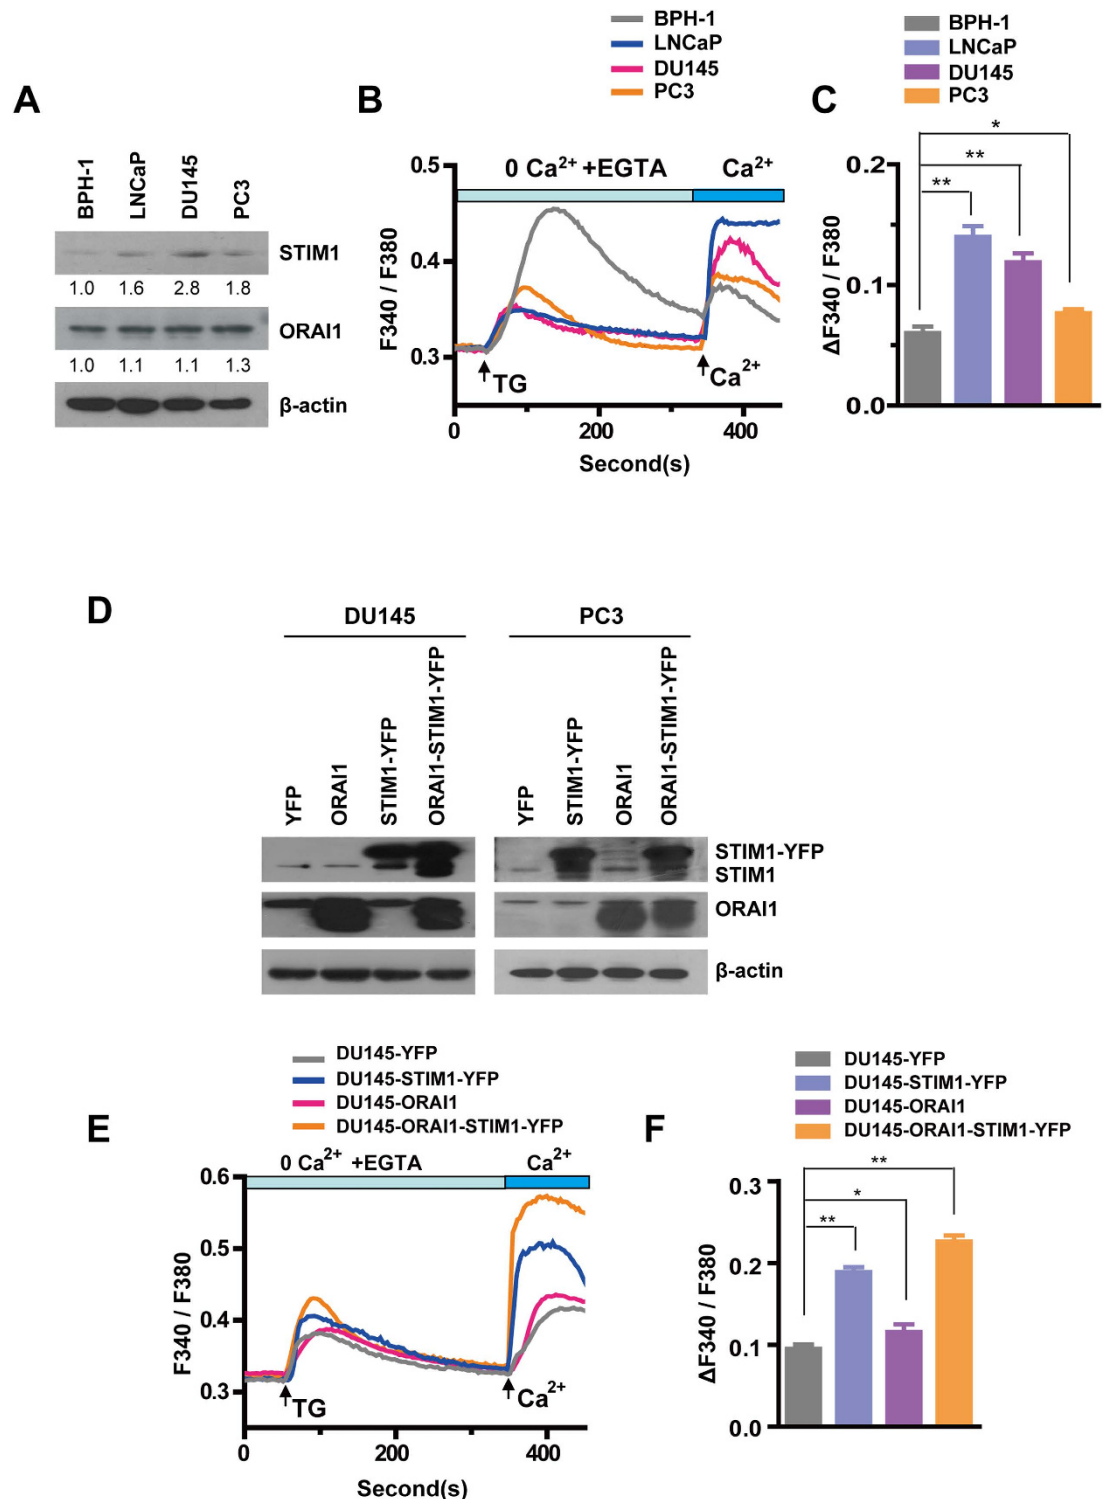 A
BPH-1
LNCaP
DU145
PC3
STIM1
1.0 1.6 2.8 1.8
ORAI1
1.0 1.1 1.1 1.3
β-actin
B
BPH-1
LNCaP
DU145
PC3
0 Ca²⁺ +EGTA
Ca²⁺
0.5
0.4
0.3
F340 / F380
TG
Ca²⁺
0 200 400
Second(s)
C
BPH-1
LNCaP
DU145
PC3
*
**
**
0.2
0.1
0.0
ΔF340 / F380
D
DU145
PC3
YFP
ORAI1
STIM1-YFP
ORAI1-STIM1-YFP
YFP
STIM1-YFP
ORAI1
ORAI1-STIM1-YFP
STIM1-YFP
STIM1
ORAI1
β-actin
E
DU145-YFP
DU145-STIM1-YFP
DU145-ORAI1
DU145-ORAI1-STIM1-YFP
0 Ca²⁺ +EGTA
Ca²⁺
0.6
0.5
0.4
0.3
F340 / F380
TG
Ca²⁺
0 200 400
Second(s)
F
DU145-YFP
DU145-STIM1-YFP
DU145-ORAI1
DU145-ORAI1-STIM1-YFP
**
*
**
0.3
0.2
0.1
0.0
ΔF340 / F380